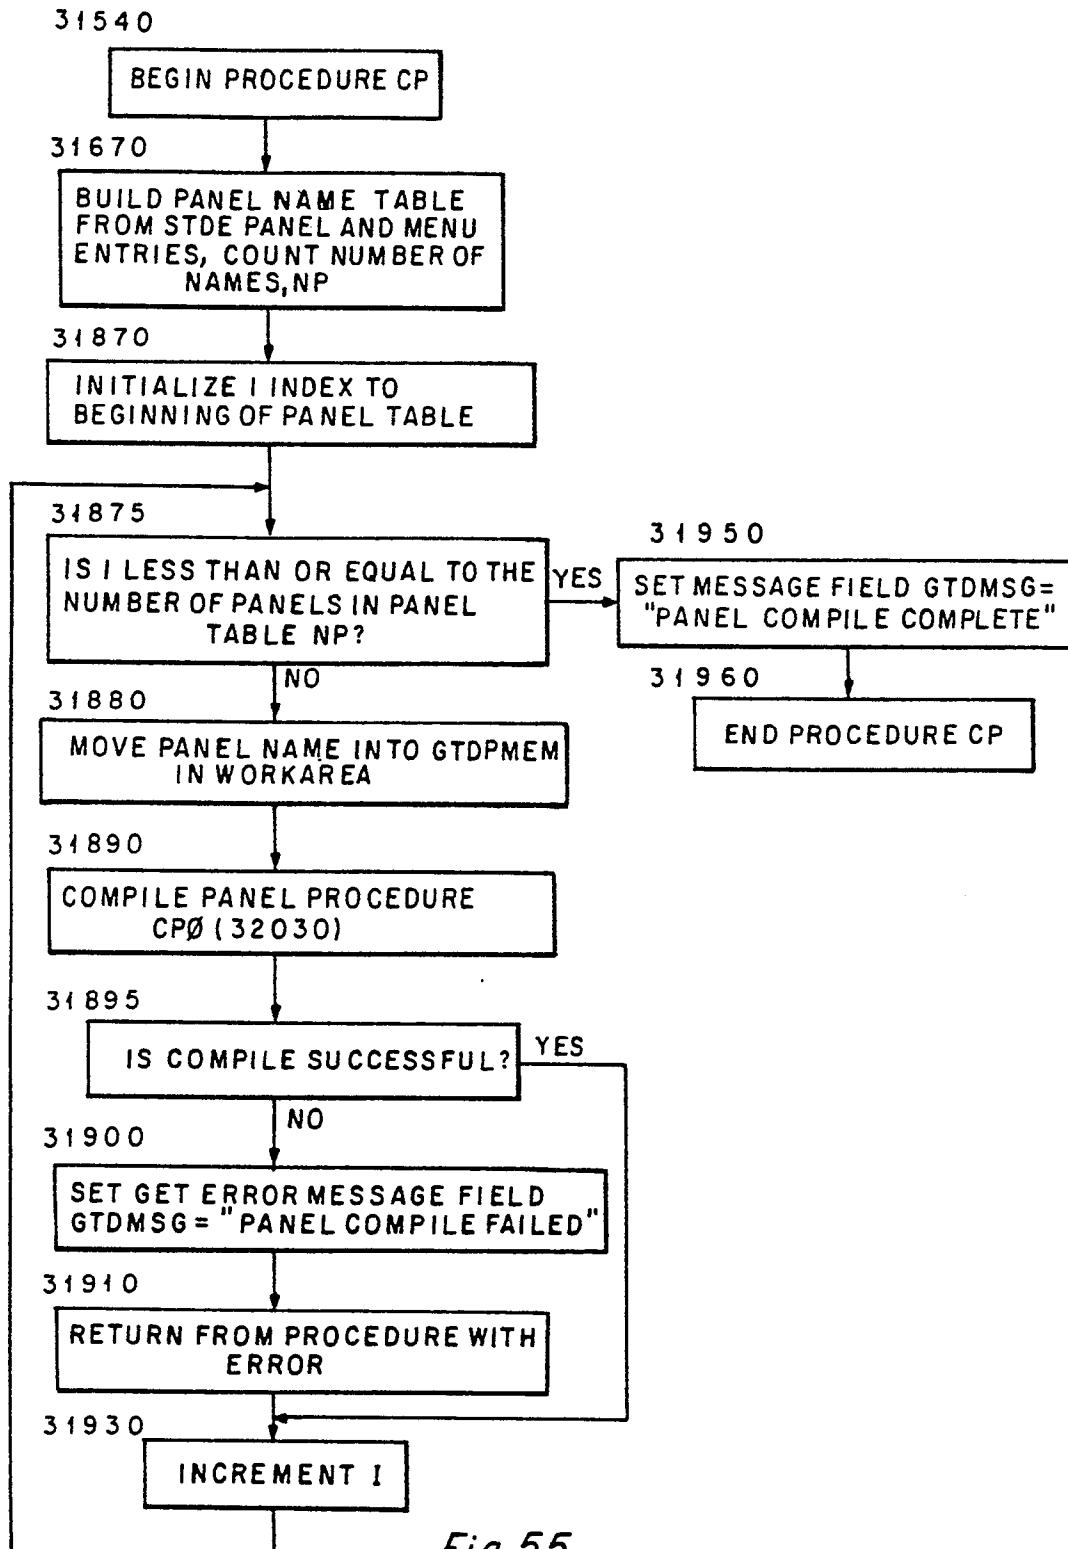 31540
BEGIN PROCEDURE CP
31670
BUILD PANEL NAME TABLE
FROM STDE PANEL AND MENU
ENTRIES, COUNT NUMBER OF
NAMES, NP
31870
INITIALIZE I INDEX TO
BEGINNING OF PANEL TABLE
31875
IS I LESS THAN OR EQUAL TO THE
NUMBER OF PANELS IN PANEL
TABLE NP?
YES
NO
31950
SET MESSAGE FIELD GTDMSG=
"PANEL COMPILE COMPLETE"
31960
END PROCEDURE CP
31880
MOVE PANEL NAME INTO GTDPMEM
IN WORKAREA
31890
COMPILE PANEL PROCEDURE
CPØ (32030)
31895
IS COMPILE SUCCESSFUL?
YES
NO
31900
SET GET ERROR MESSAGE FIELD
GTDMSG = "PANEL COMPILE FAILED"
31910
RETURN FROM PROCEDURE WITH
ERROR
31930
INCREMENT I
Fig. 55